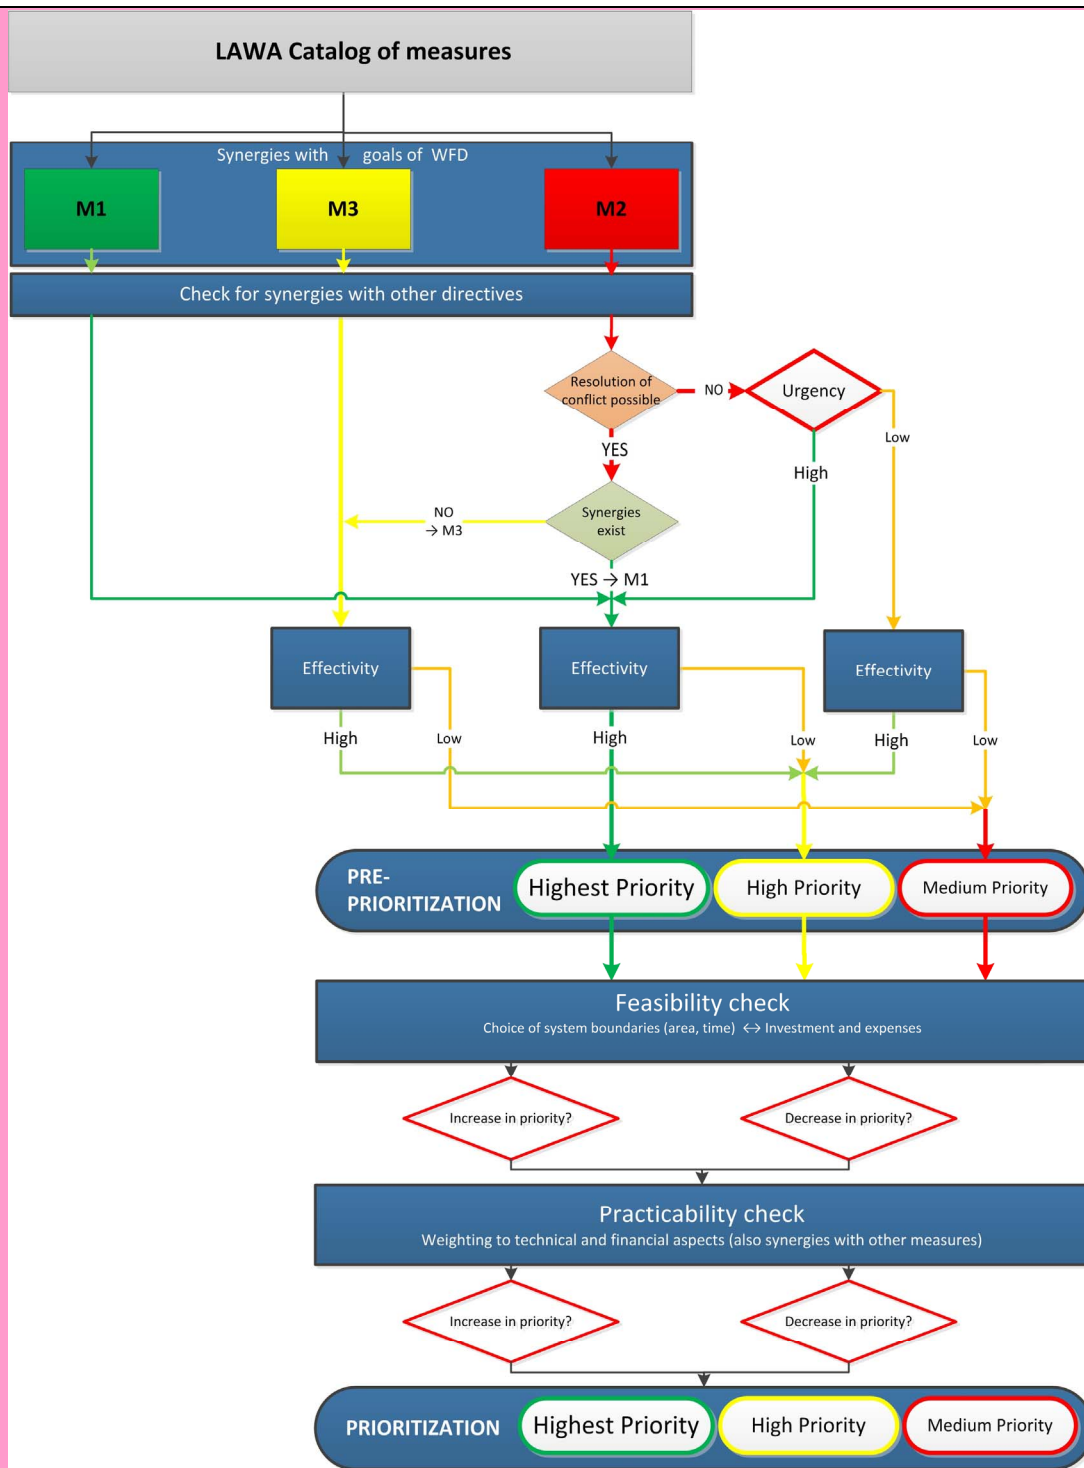 LAWA Catalog of measures
Synergies with goals of WFD
M1
M3
M2
Check for synergies with other directives
Resolution of
conflict possible
NO
Urgency
Low
YES
High
NO
→ M3
Synergies
exist
YES → M1
Effectivity
Effectivity
Effectivity
High
Low
High
Low
High
Low
PRE-
PRIORITIZATION
Highest Priority
High Priority
Medium Priority
Feasibility check
Choice of system boundaries (area, time) ↔ Investment and expenses
Increase in priority?
Decrease in priority?
Practicability check
Weighting to technical and financial aspects (also synergies with other measures)
Increase in priority?
Decrease in priority?
PRIORITIZATION
Highest Priority
High Priority
Medium Priority